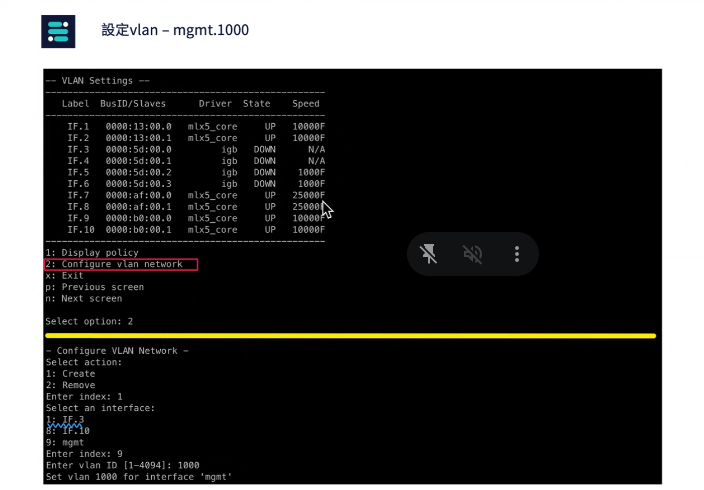 設定vlan – mgmt.1000
-- VLAN Settings --
Label BusID/Slaves Driver State Speed
IF.1 0000:13:00.0 mlx5_core UP 10000F
IF.2 0000:13:00.1 mlx5_core UP 10000F
IF.3 0000:5d:00.0 igb DOWN N/A
IF.4 0000:5d:00.1 igb DOWN N/A
IF.5 0000:5d:00.2 igb DOWN 1000F
IF.6 0000:5d:00.3 igb DOWN 1000F
IF.7 0000:af:00.0 mlx5_core UP 25000F
IF.8 0000:af:00.1 mlx5_core UP 25000F
IF.9 0000:b0:00.0 mlx5_core UP 10000F
IF.10 0000:b0:00.1 mlx5_core UP 10000F
1: Display policy
2: Configure vlan network
x: Exit
p: Previous screen
n: Next screen
Select option: 2
- Configure VLAN Network -
Select action:
1: Create
2: Remove
Enter index: 1
Select an interface:
1: IF.3
8: IF.10
9: mgmt
Enter index: 9
Enter vlan ID [1-4094]: 1000
Set vlan 1000 for interface 'mgmt'